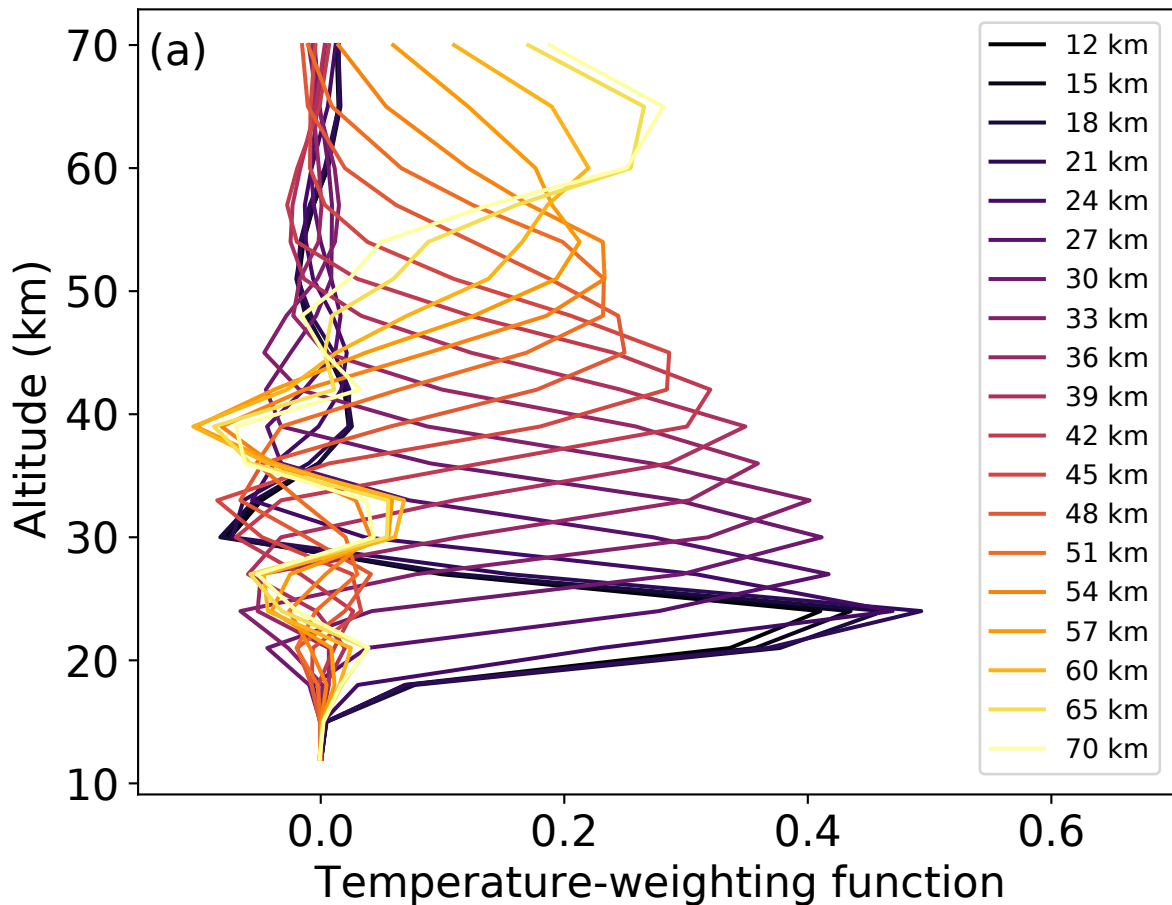 (a)
70
60
50
40
30
20
10
Altitude (km)
0.0 0.2 0.4 0.6
Temperature-weighting function
12 km
15 km
18 km
21 km
24 km
27 km
30 km
33 km
36 km
39 km
42 km
45 km
48 km
51 km
54 km
57 km
60 km
65 km
70 km